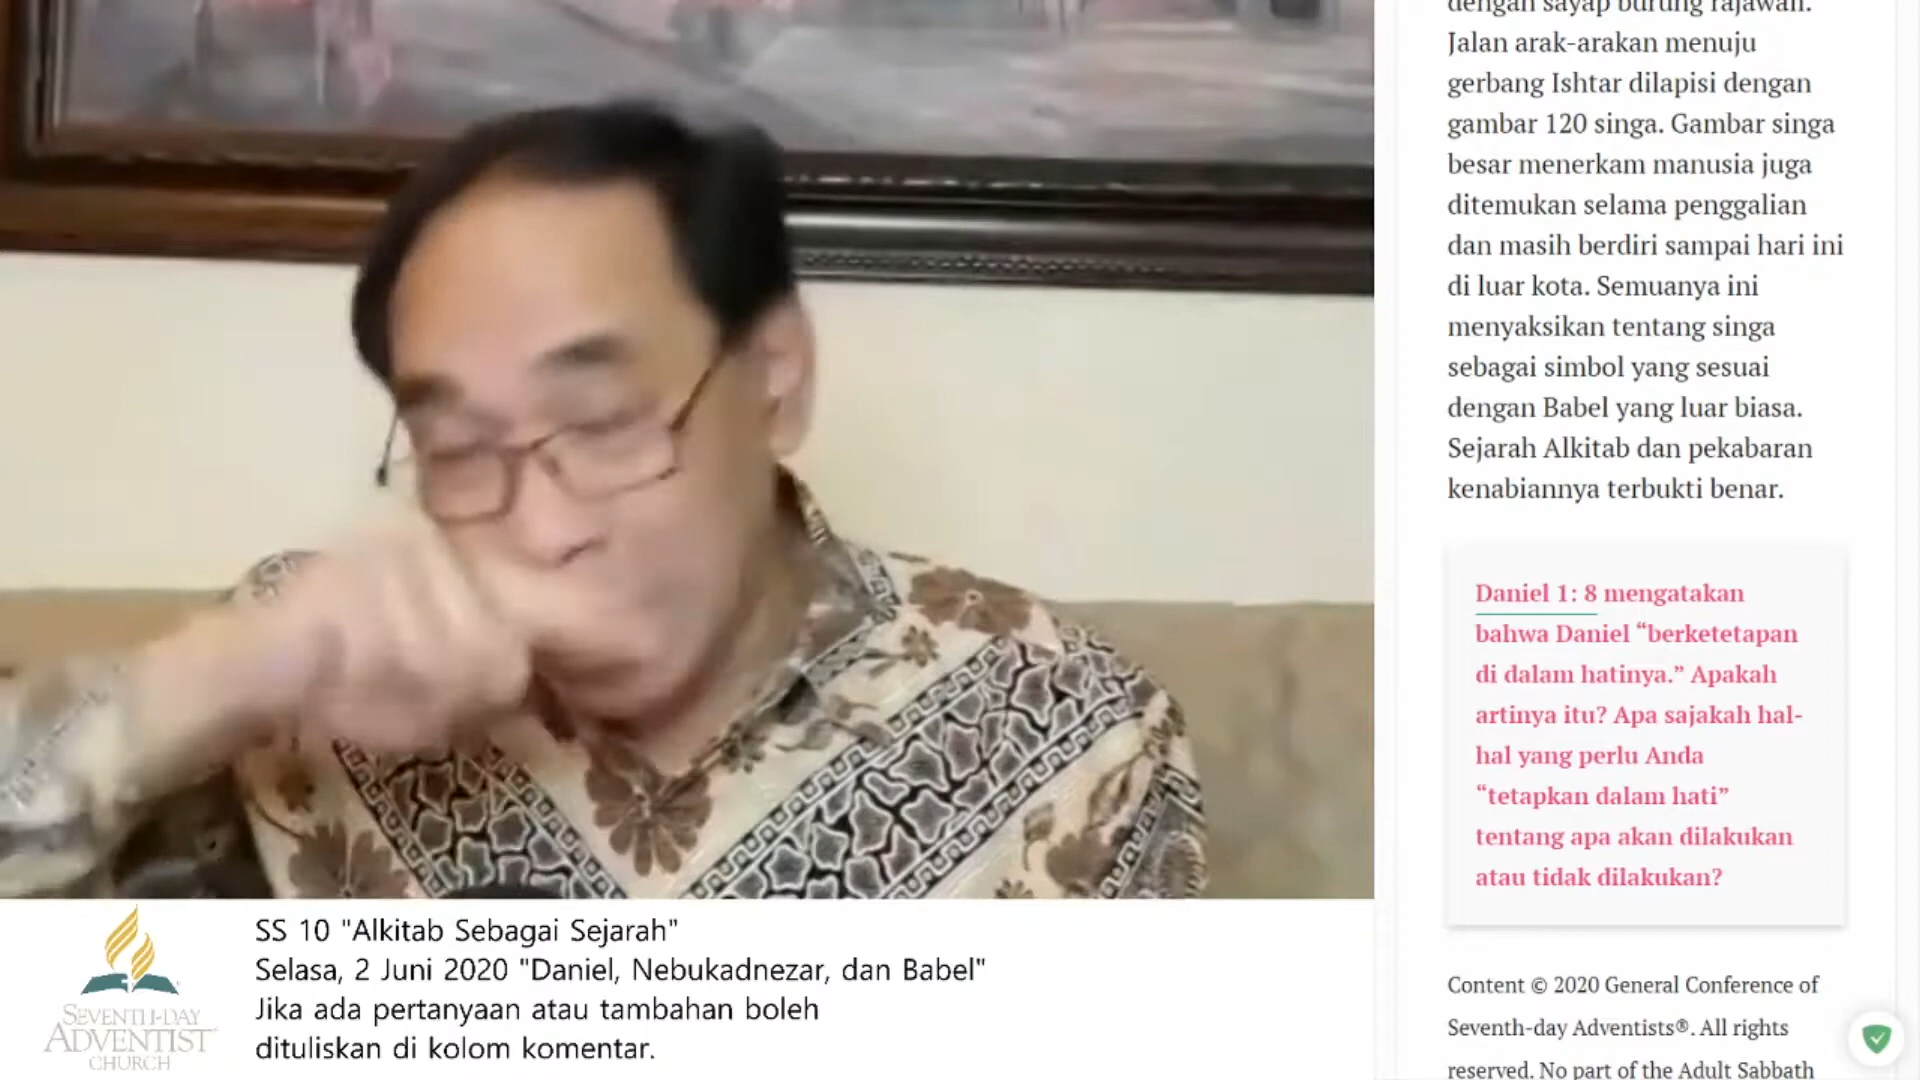 dengan sayap burung rajawali.
Jalan arak-arakan menuju
gerbang Ishtar dilapisi dengan
gambar 120 singa. Gambar singa
besar menerkam manusia juga
ditemukan selama penggalian
dan masih berdiri sampai hari ini
di luar kota. Semuanya ini
menyaksikan tentang singa
sebagai simbol yang sesuai
dengan Babel yang luar biasa.
Sejarah Alkitab dan pekabaran
kenabiannya terbukti benar.
Daniel 1: 8 mengatakan
bahwa Daniel “berketetapan
di dalam hatinya.” Apakah
artinya itu? Apa sajakah hal-
hal yang perlu Anda
“tetapkan dalam hati”
tentang apa akan dilakukan
atau tidak dilakukan?
Content © 2020 General Conference of
Seventh-day Adventists®. All rights
reserved. No part of the Adult Sabbath
SEVENTH-DAY
ADVENTIST
CHURCH
SS 10 "Alkitab Sebagai Sejarah"
Selasa, 2 Juni 2020 "Daniel, Nebukadnezar, dan Babel"
Jika ada pertanyaan atau tambahan boleh
dituliskan di kolom komentar.